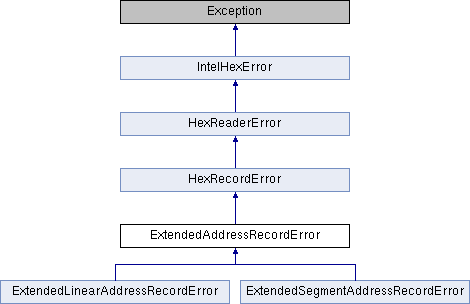 Exception
IntelHexError
HexReaderError
HexRecordError
ExtendedAddressRecordError
ExtendedLinearAddressRecordError
ExtendedSegmentAddressRecordError